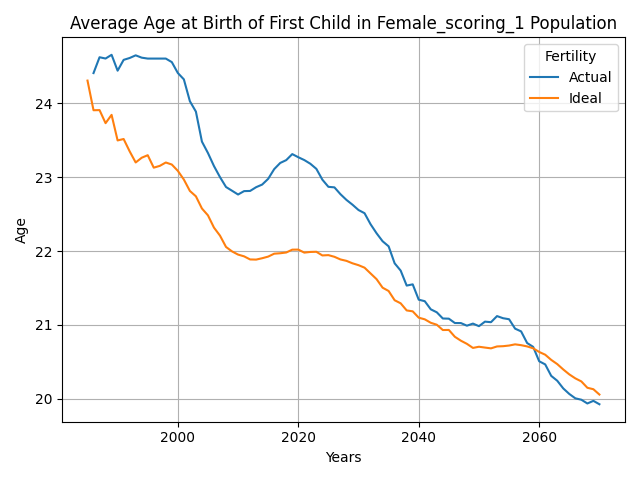 Average Age at Birth of First Child in Female_scoring_1 Population
Fertility
Actual
Ideal
Age
24
23
22
21
20
2000
2020
2040
2060
Years